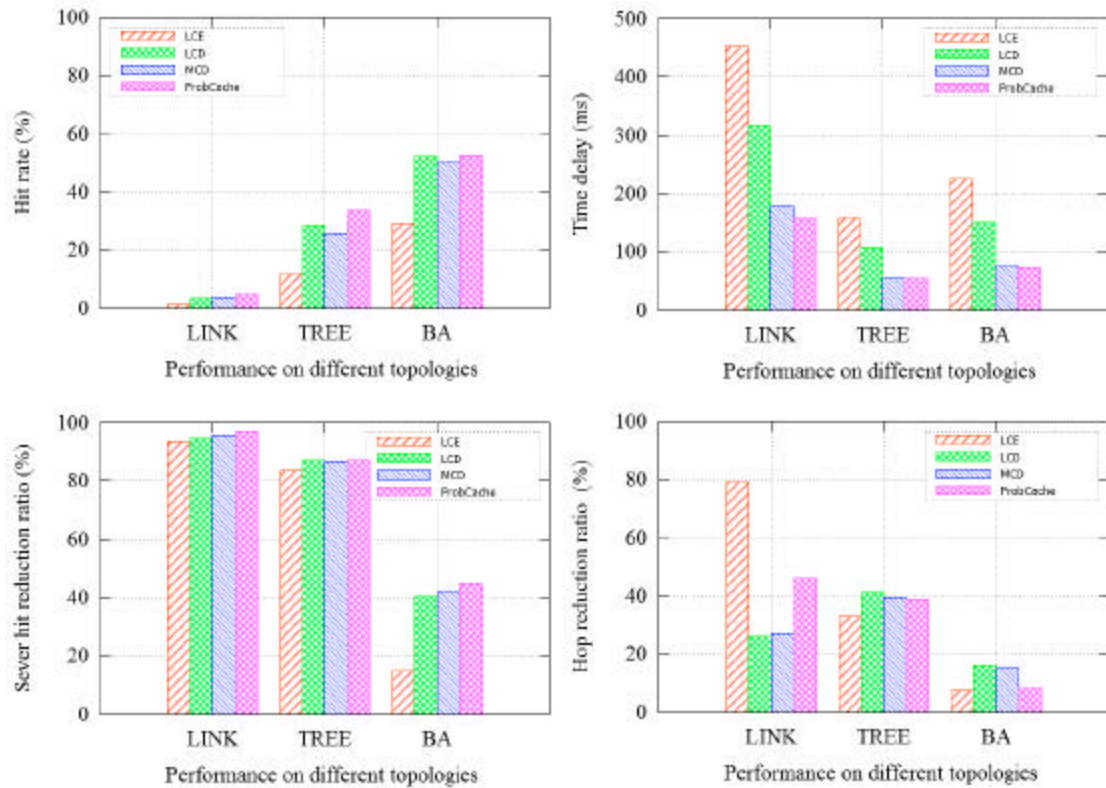 100
80
60
40
20
0
Hit rate (%)
LCE
LCD
MCD
ProbCache
LINK TREE BA
Performance on different topologies
500
400
300
200
100
0
Time delay (ms)
LCE
LCD
MCD
ProbCache
LINK TREE BA
Performance on different topologies
100
80
60
40
20
0
Sever hit reduction ratio (%)
LCE
LCD
MCD
ProbCache
LINK TREE BA
Performance on different topologies
100
80
60
40
20
0
Hop reduction ratio (%)
LCE
LCD
MCD
ProbCache
LINK TREE BA
Performance on different topologies